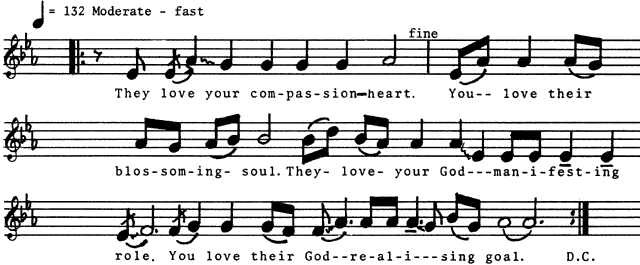 ♩ = 132 Moderate - fast
fine
They love your com-pas-sion-heart. You-- love their
blos-som-ing- soul. They- love- your God---man-i-fest-ing
role. You love their God--re-al-i---sing goal. D.C.